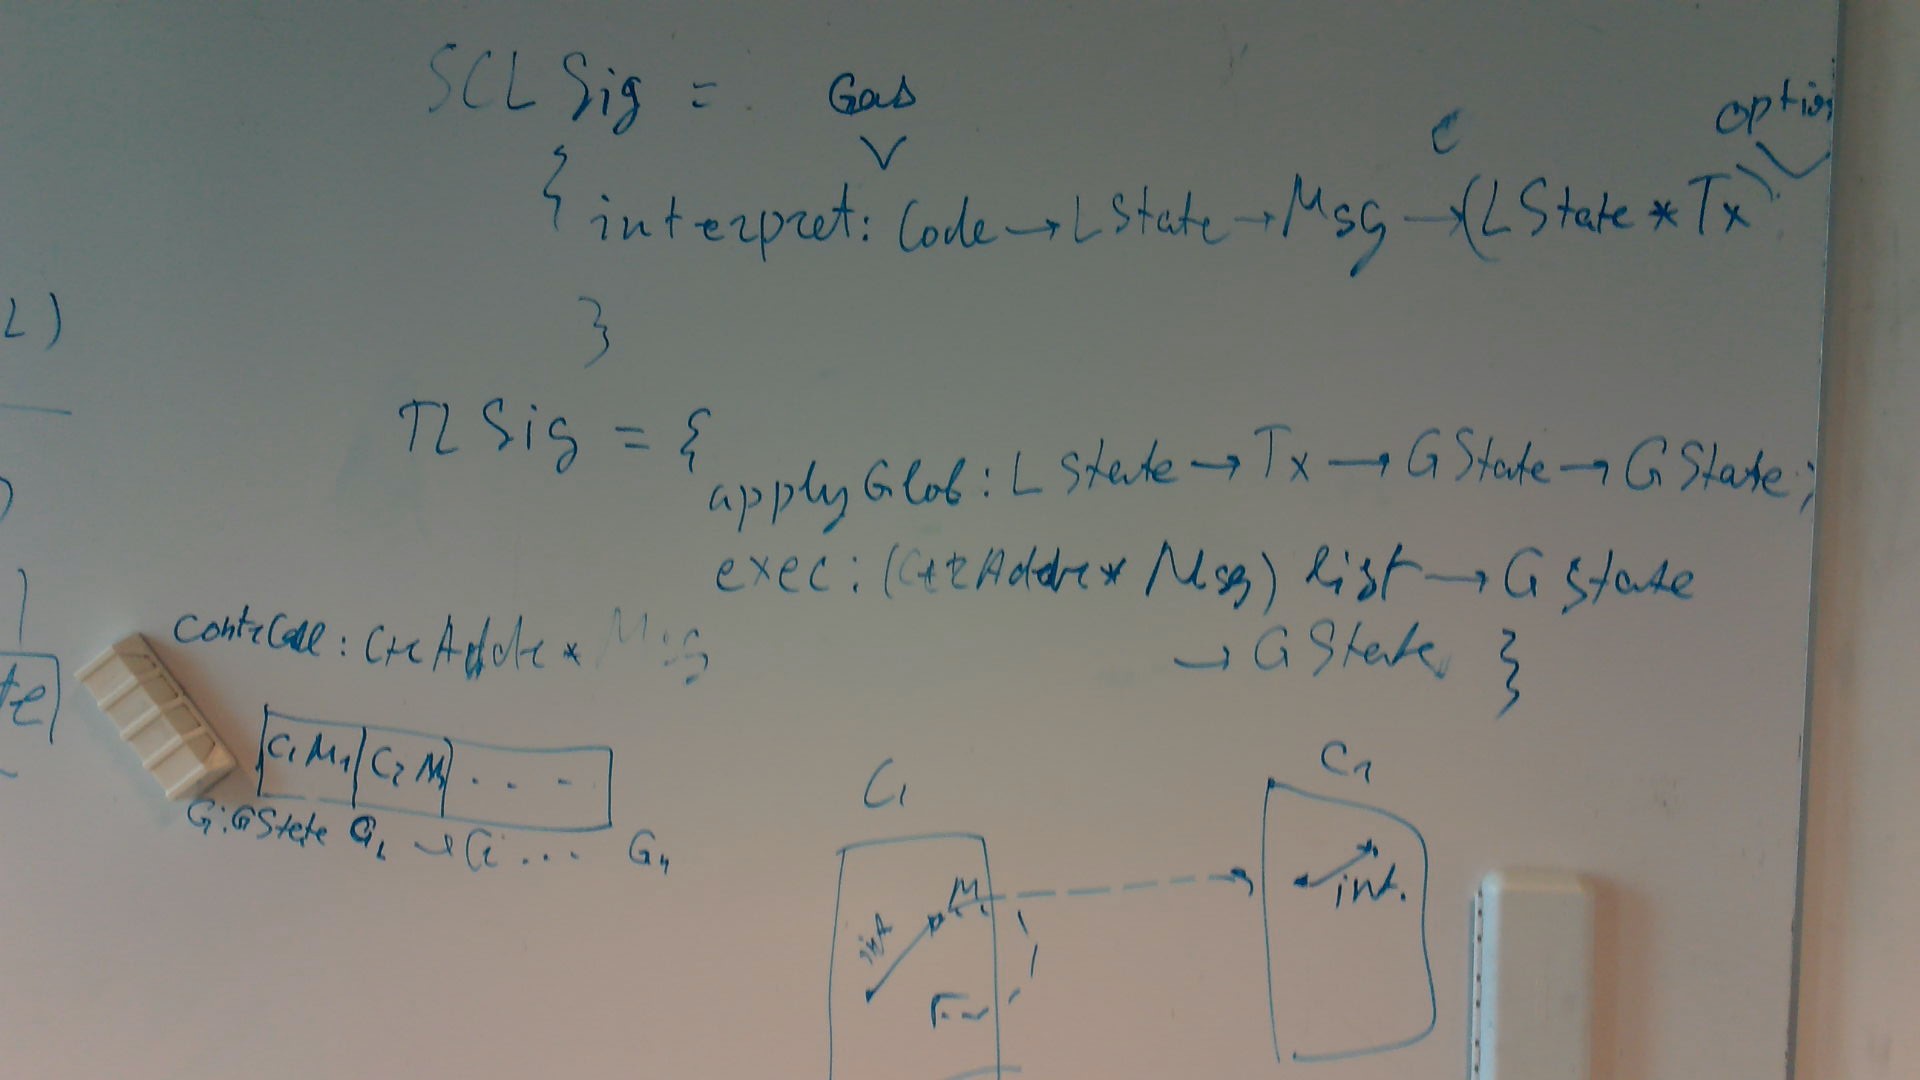 SCL Sig = Gas
C
option
{ interpret: Code → LState → Msg → (LState * Tx)
}
L)
TL Sig = {
applyGlob: LState → Tx → GState → GState;
exec: (CtrAddr * Msg) list → GState
→ GState }
contrCall: CtrAddr * Msg
te
C1 M1 C2 M2 . . .
G: GState G1 → G2 ... Gn
C1
C2
M
int
int.